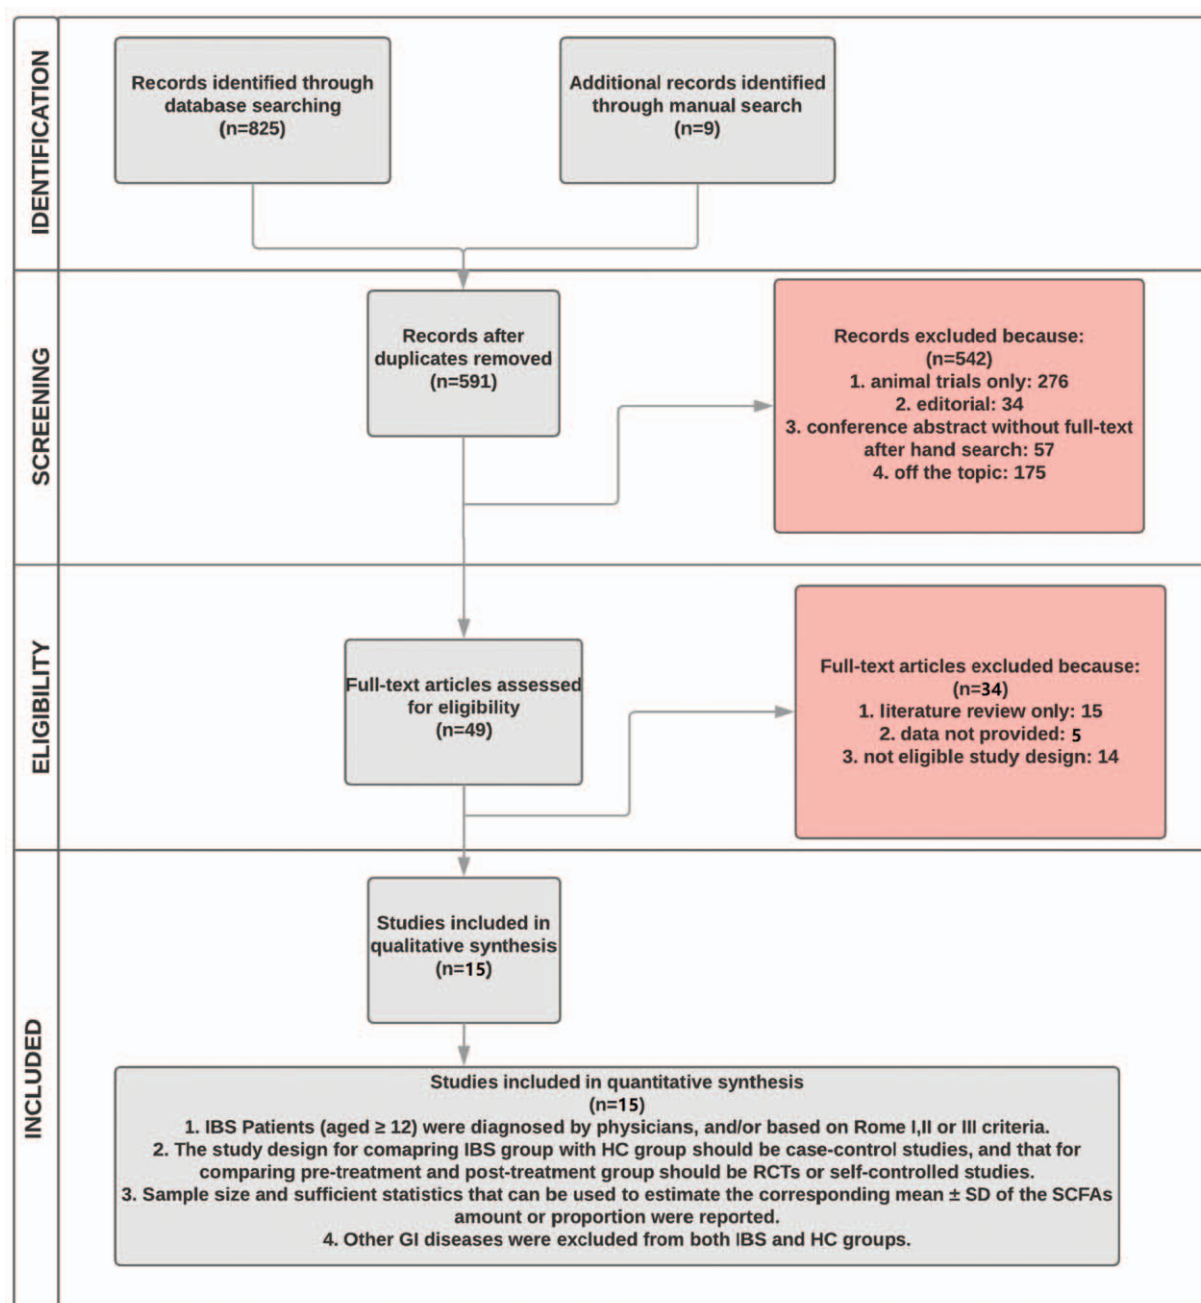 IDENTIFICATION
Records identified through
database searching
(n=825)
Additional records identified
through manual search
(n=9)
SCREENING
Records after
duplicates removed
(n=591)
Records excluded because:
(n=542)
1. animal trials only: 276
2. editorial: 34
3. conference abstract without full-text
after hand search: 57
4. off the topic: 175
ELIGIBILITY
Full-text articles assessed
for eligibility
(n=49)
Full-text articles excluded because:
(n=34)
1. literature review only: 15
2. data not provided: 5
3. not eligible study design: 14
INCLUDED
Studies included in
qualitative synthesis
(n=15)
Studies included in quantitative synthesis
(n=15)
1. IBS Patients (aged ≥ 12) were diagnosed by physicians, and/or based on Rome I,II or III criteria.
2. The study design for comapring IBS group with HC group should be case-control studies, and that for
comparing pre-treatment and post-treatment group should be RCTs or self-controlled studies.
3. Sample size and sufficient statistics that can be used to estimate the corresponding mean ± SD of the SCFAs
amount or proportion were reported.
4. Other GI diseases were excluded from both IBS and HC groups.